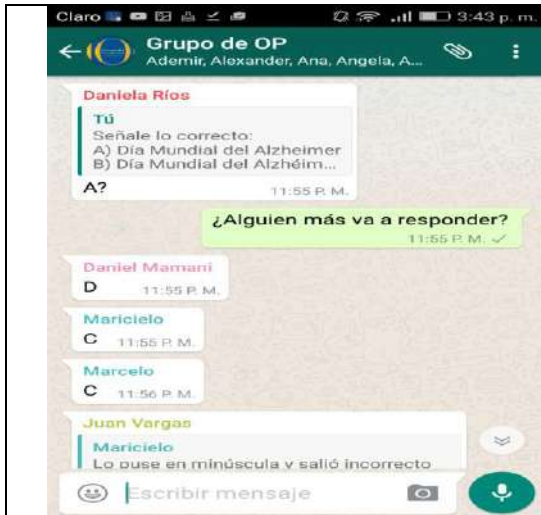 Claro 3:43 p. m.
Grupo de OP
Ademir, Alexander, Ana, Angela, A...
Daniela Ríos
Tú
Señale lo correcto:
A) Día Mundial del Alzheimer
B) Día Mundial del Alzhéim...
A? 11:55 P. M.
¿Alguien más va a responder?
11:55 P. M.
Daniel Mamani
D 11:55 P. M.
Maricielo
C 11:55 P. M.
Marcelo
C 11:56 P. M.
Juan Vargas
Maricielo
Lo puse en minúscula y salió incorrecto
Escribir mensaje